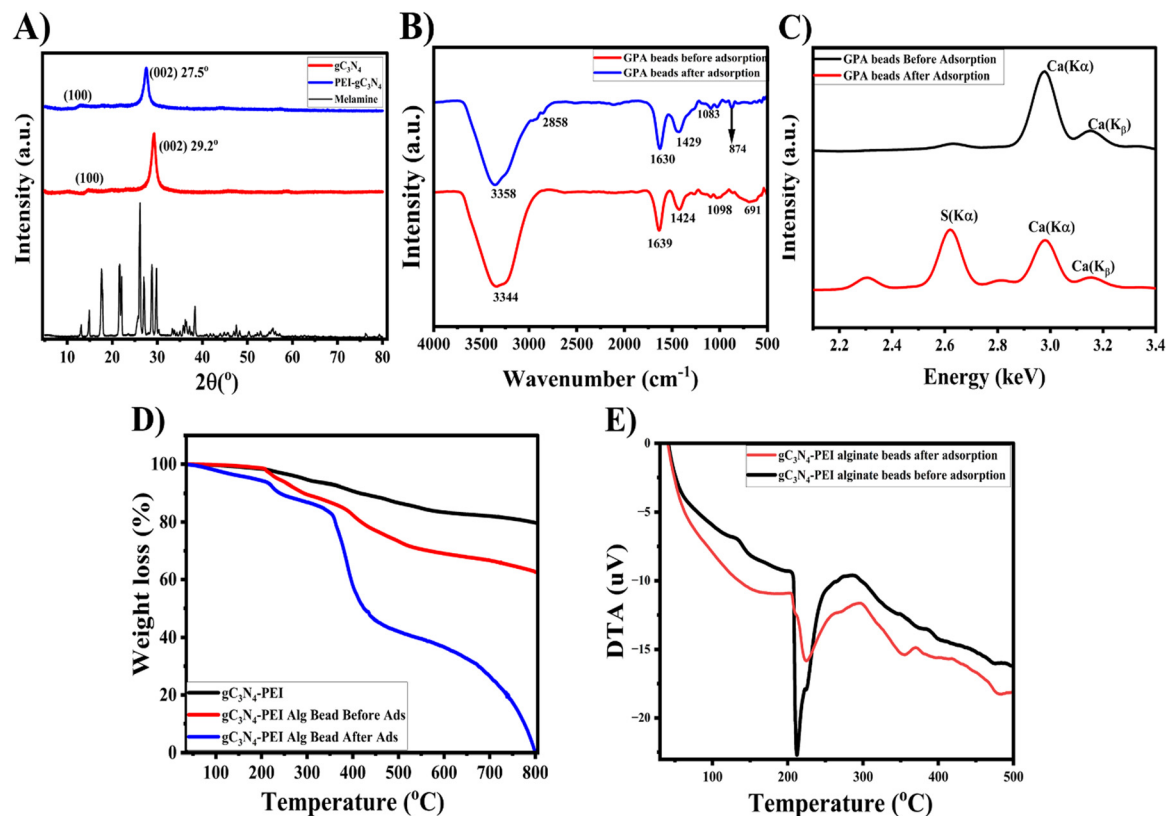 A)
(002) 27.5°
(100)
gC₃N₄
PEI-gC₃N₄
Melamine
(002) 29.2°
(100)
Intensity (a.u.)
10 20 30 40 50 60 70 80
2θ(°)
B)
GPA beads before adsorption
GPA beads after adsorption
2858
1083
1429
874
1630
3358
1424
1098
691
1639
3344
Intensity (a.u.)
4000 3500 3000 2500 2000 1500 1000 500
Wavenumber (cm⁻¹)
C)
GPA beads Before Adsorption
GPA beads After Adsorption
Ca(Kα)
Ca(Kᵦ)
S(Kα)
Ca(Kα)
Ca(Kᵦ)
Intensity (a.u.)
2.2 2.4 2.6 2.8 3.0 3.2 3.4
Energy (keV)
D)
100
80
60
40
20
0
Weight loss (%)
gC₃N₄-PEI
gC₃N₄-PEI Alg Bead Before Ads
gC₃N₄-PEI Alg Bead After Ads
100 200 300 400 500 600 700 800
Temperature (°C)
E)
gC₃N₄-PEI alginate beads after adsorption
gC₃N₄-PEI alginate beads before adsorption
0
−5
−10
−15
−20
DTA (uV)
100 200 300 400 500
Temperature (°C)